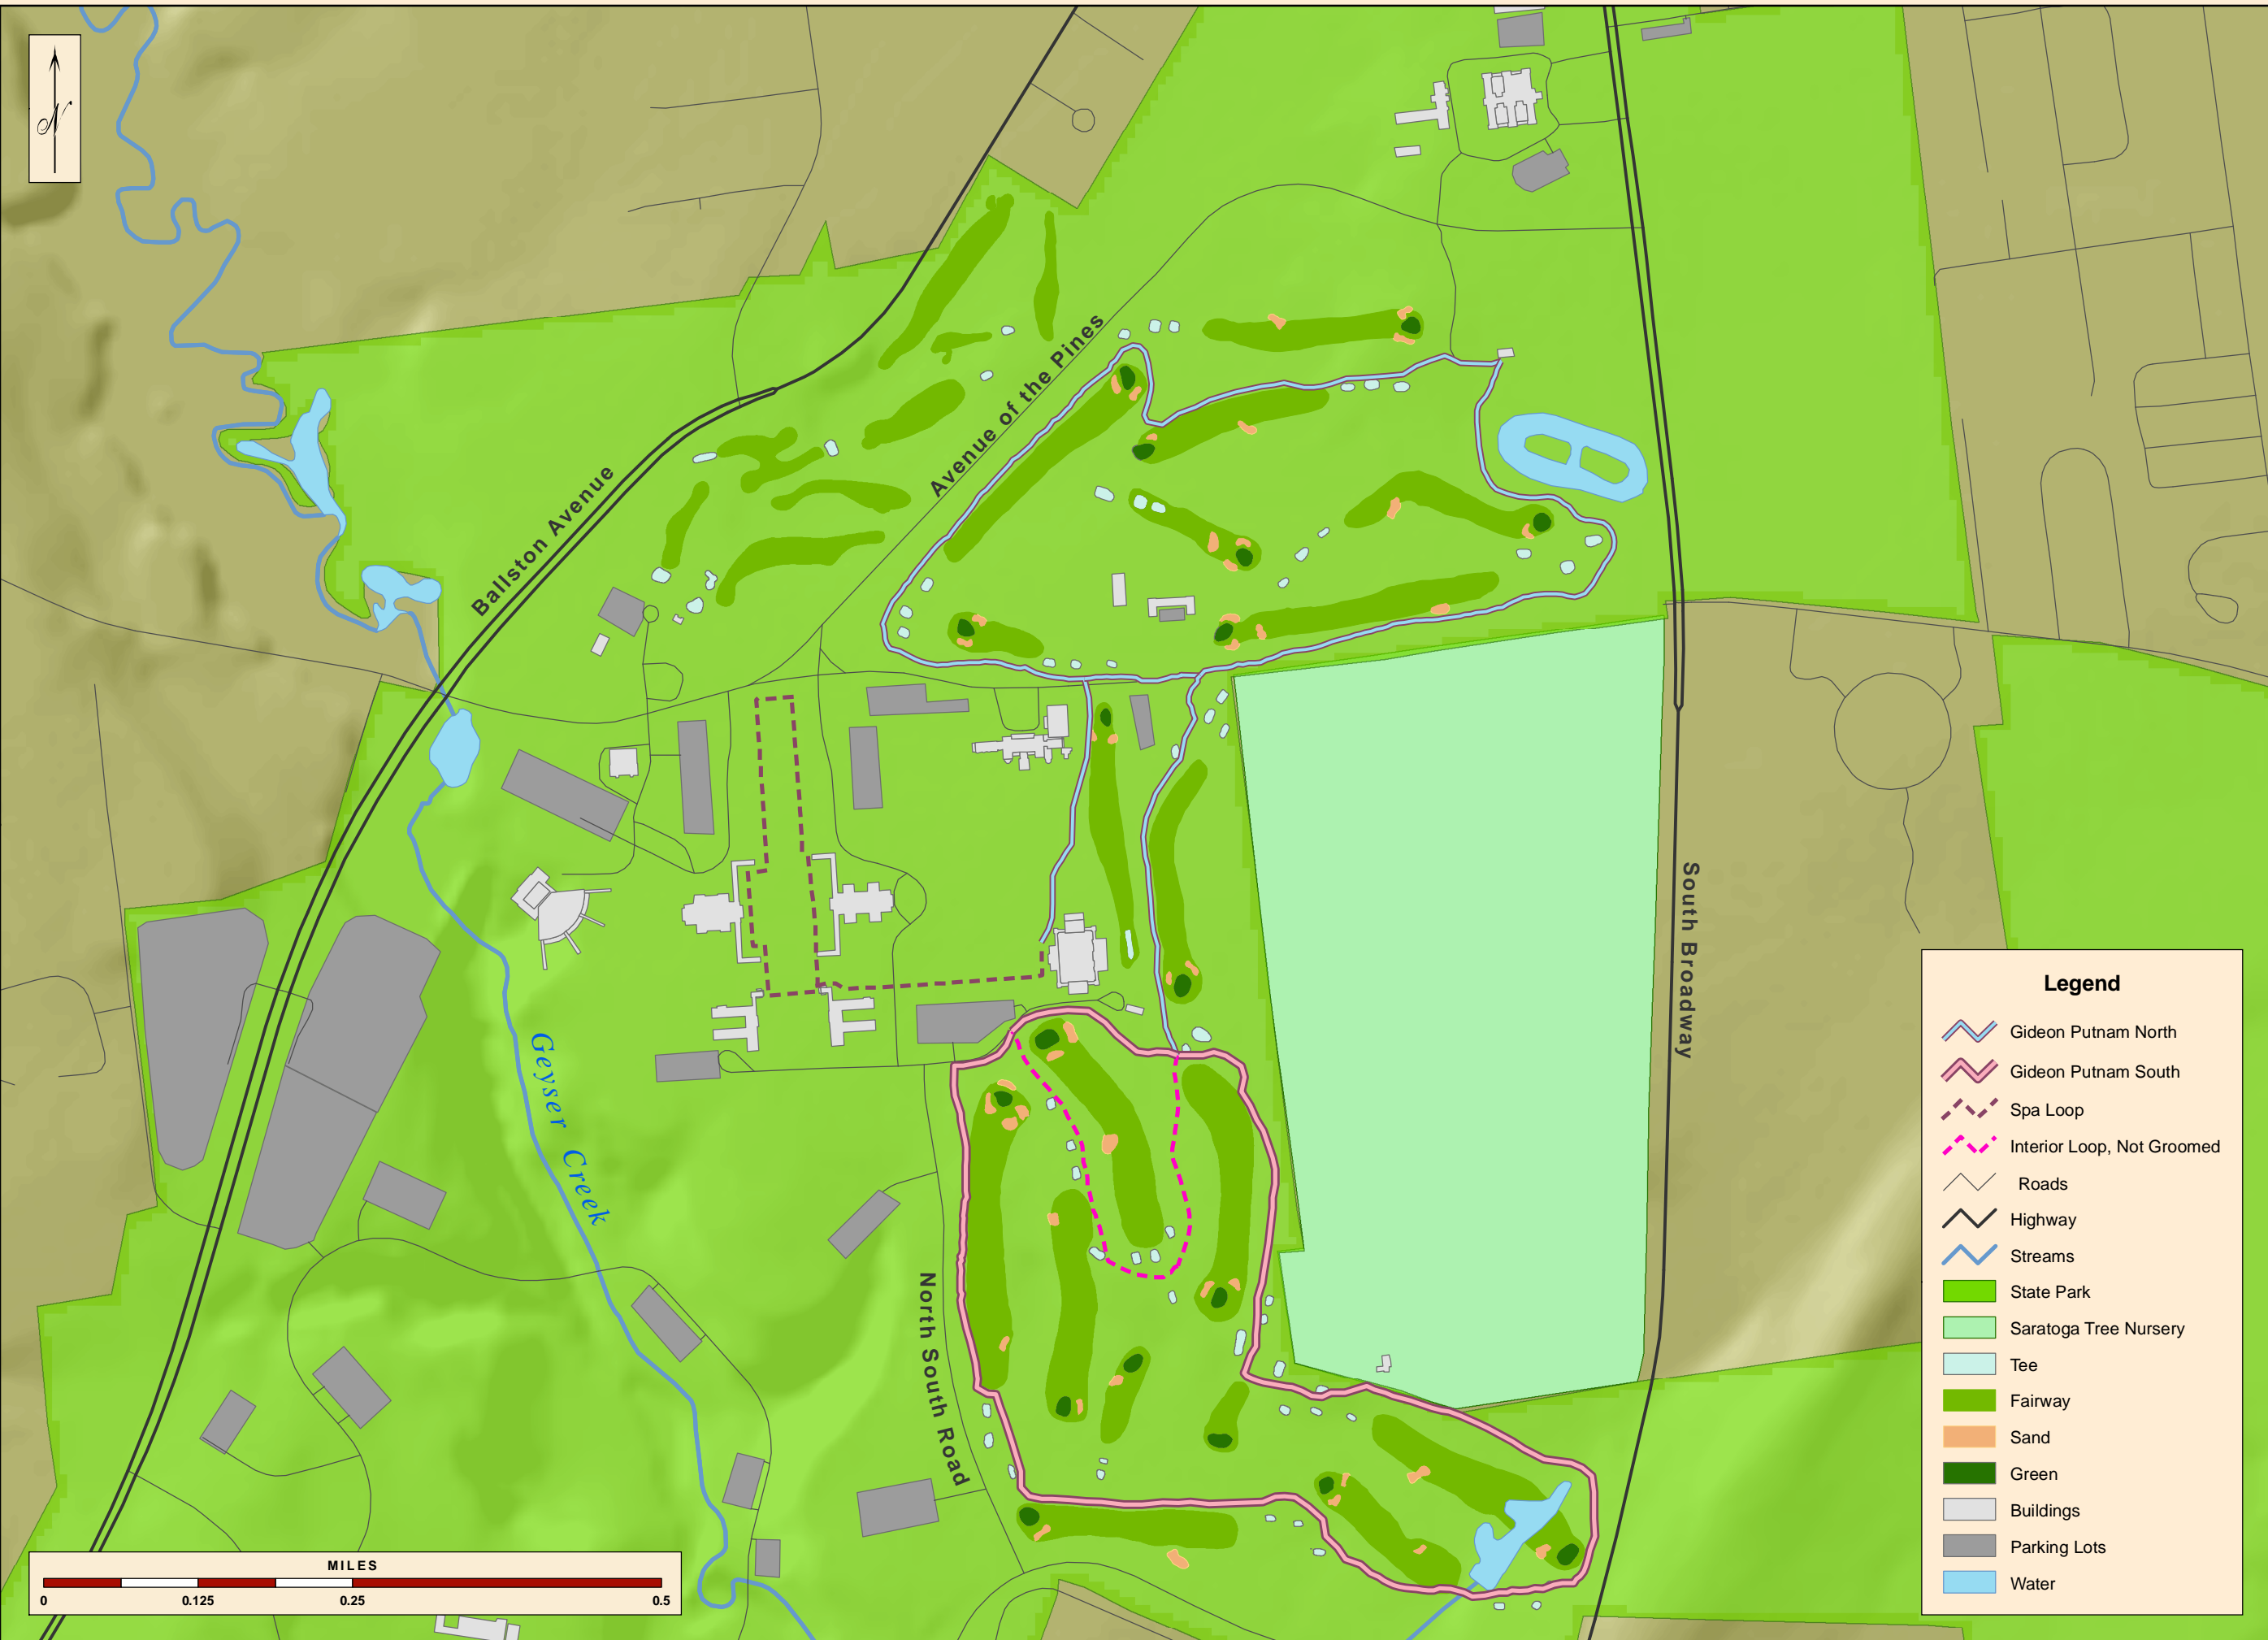 N
Ballston Avenue
Avenue of the Pines
South Broadway
Geyser Creek
North South Road
Legend
Gideon Putnam North
Gideon Putnam South
Spa Loop
Interior Loop, Not Groomed
Roads
Highway
Streams
State Park
Saratoga Tree Nursery
Tee
Fairway
Sand
Green
Buildings
Parking Lots
Water
MILES
0 0.125 0.25 0.5